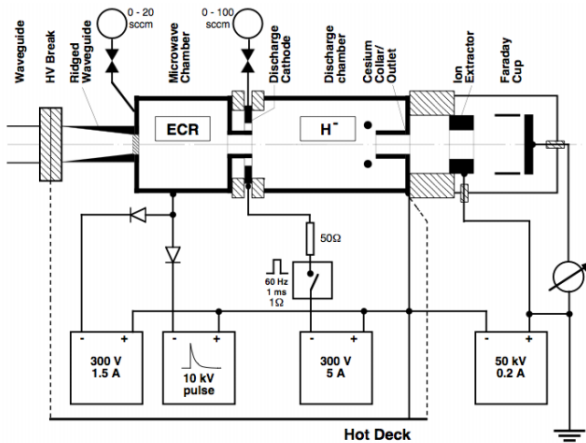 Waveguide
HV Break
Ridged
Waveguide
0 - 20
sccm
Microwave
Chamber
0 - 100
sccm
Discharge
Cathode
Discharge
chamber
Cesium
Collar/
Outlet
Ion
Extractor
Faraday
Cup
ECR
H-
50Ω
60 Hz
1 ms
1Ω
- +
300 V
1.5 A
- +
10 kV
pulse
- +
300 V
5 A
- +
50 kV
0.2 A
Hot Deck